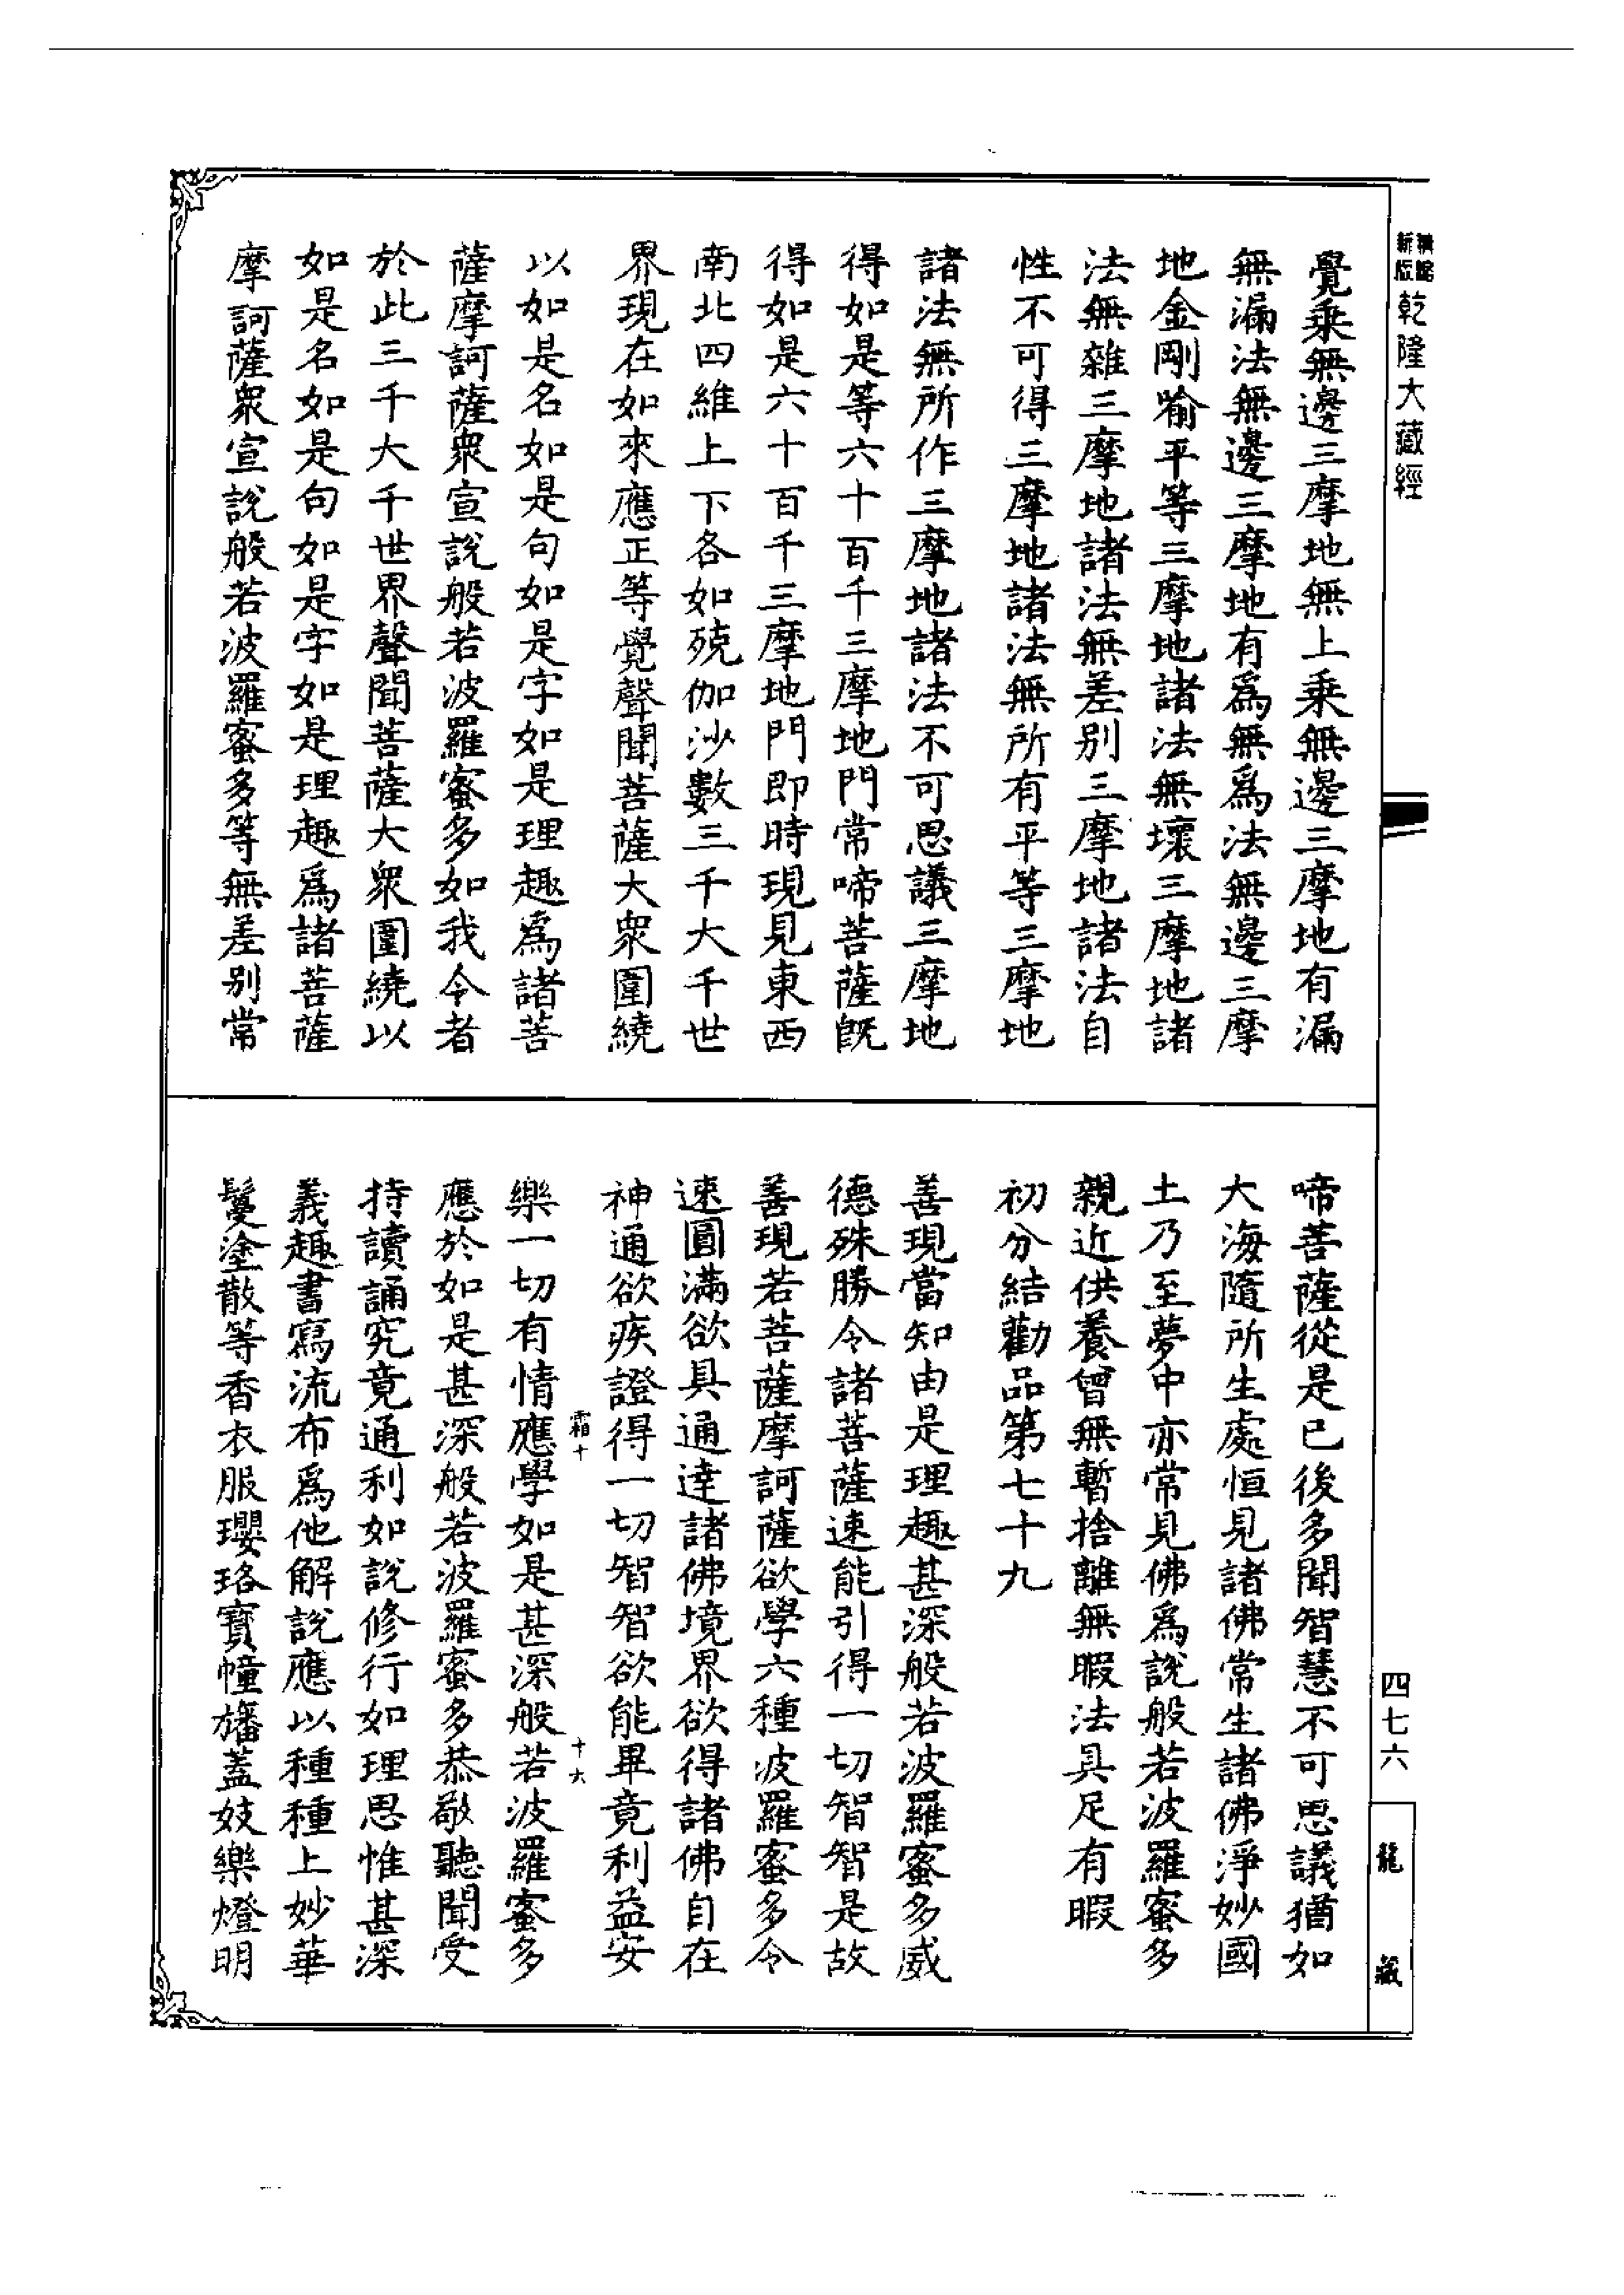 乾隆大藏經
覺乘無邊三摩地無上乘無邊三摩地有漏
無漏法無邊三摩地有爲無爲法無邊三摩
地金剛喻平等三摩地諸法無壞三摩地諸
法無雜三摩地諸法無差别三摩地諸法自
性不可得三摩地諸法無所有平等三摩地
諸法無所作三摩地諸法不可思議三摩地
得如是等六十百千三摩地門常啼菩薩旣
得如是六十百千三摩地門即時現見東西
南北四維上下各如殑伽沙數三千大千世
界現在如來應正等覺聲聞菩薩大衆圍繞
以如是名如是句如是字如是理趣爲諸菩
薩摩訶薩衆宣說般若波羅蜜多如我今者
於此三千大千世界聲聞菩薩大衆圍繞以
如是名如是句如是字如是理趣爲諸菩薩
摩訶薩衆宣說般若波羅蜜多等無差别常
啼菩薩從是已後多聞智慧不可思議猶如
大海隨所生處恒見諸佛常生諸佛淨妙國
土乃至夢中亦常見佛爲說般若波羅蜜多
親近供養曾無暫捨離無暇法具足有暇
初分結勸品第七十九
善現當知由是理趣甚深般若波羅蜜多威
德殊勝令諸菩薩速能引得一切智智是故
善現若菩薩摩訶薩欲學六種波羅蜜多令
速圓滿欲具通達諸佛境界欲得諸佛自在
神通欲疾證得一切智智欲能畢竟利益安
霜十
十六
樂一切有情應學如是甚深般若波羅蜜多
應於如是甚深般若波羅蜜多恭敬聽聞受
持讀誦究竟通利如說修行如理思惟甚深
義趣書寫流布爲他解說應以種種上妙華
鬘塗散等香衣服瓔珞寶幢旛蓋妓樂燈明
四七六
龍藏